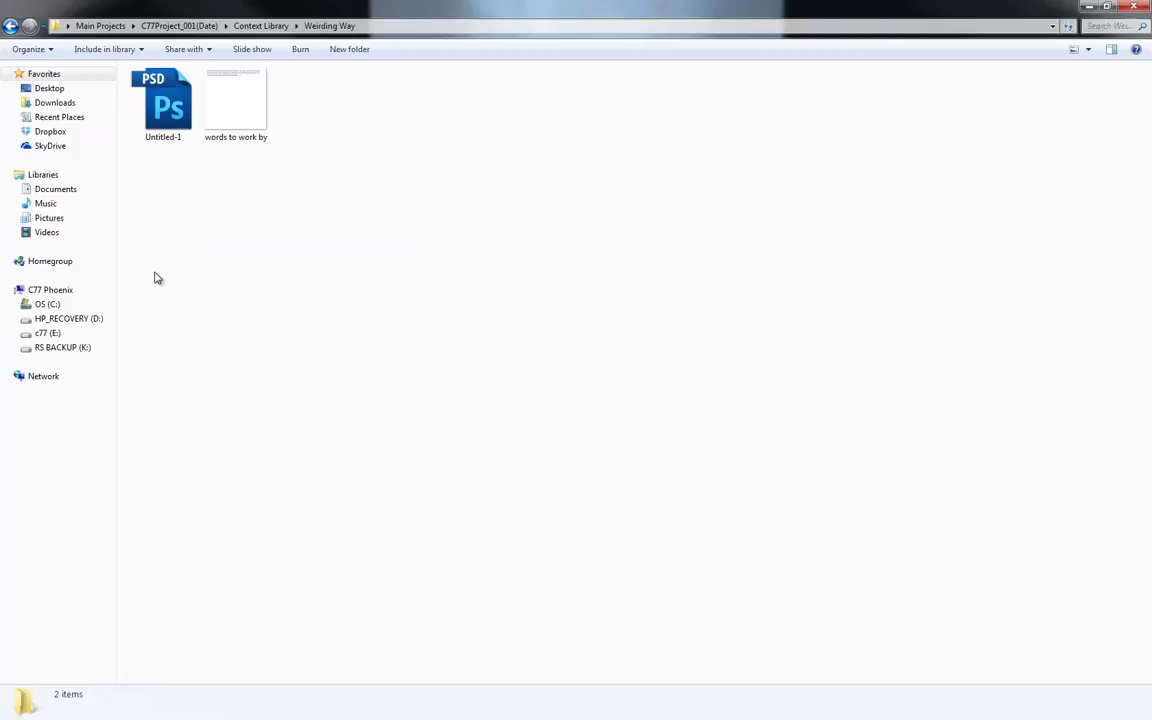 Main Projects C77Project_001(Date) Context Library Weirding Way Search Wei...
Organize Include in library Share with Slide show Burn New folder
Favorites
Desktop
Downloads
Recent Places
Dropbox
SkyDrive
Libraries
Documents
Music
Pictures
Videos
Homegroup
C77 Phoenix
OS (C:)
HP_RECOVERY (D:)
c77 (E:)
RS BACKUP (K:)
Network
PSD
Ps
Untitled-1
words to work by
2 items